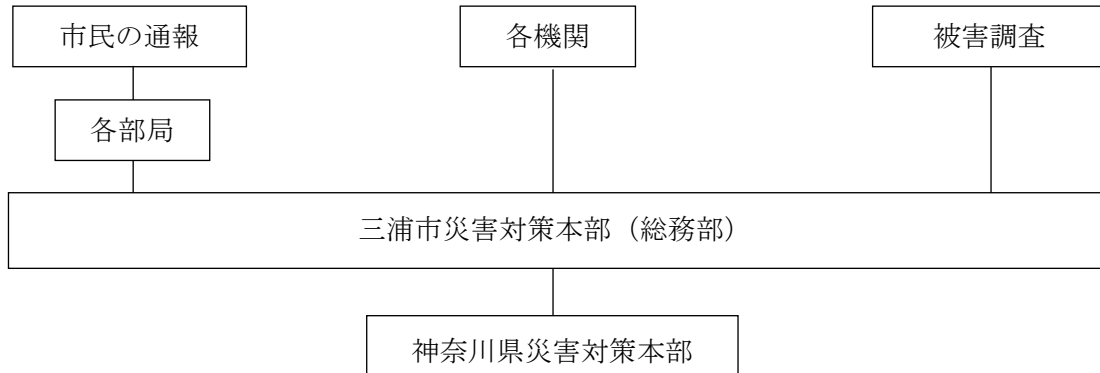 市民の通報
各機関
被害調査
各部局
三浦市災害対策本部（総務部）
神奈川県災害対策本部